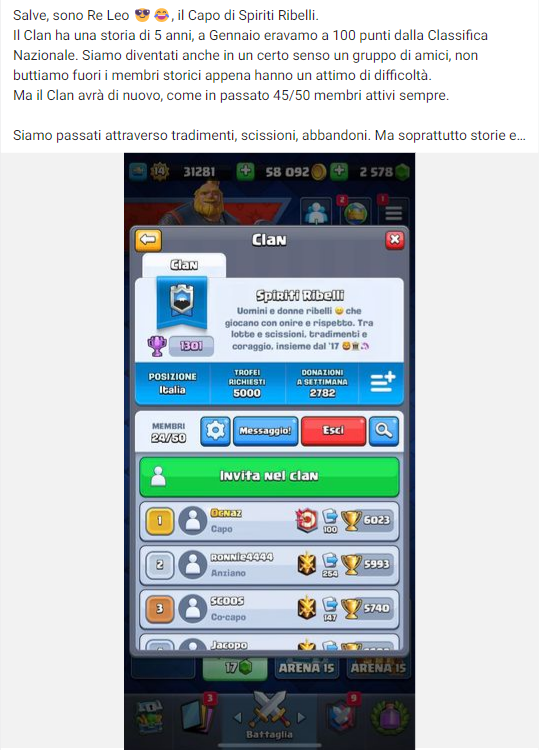 Salve, sono Re Leo 😎 😂, il Capo di Spiriti Ribelli.
Il Clan ha una storia di 5 anni, a Gennaio eravamo a 100 punti dalla Classifica
Nazionale. Siamo diventati anche in un certo senso un gruppo di amici, non
buttiamo fuori i membri storici appena hanno un attimo di difficoltà.
Ma il Clan avrà di nuovo, come in passato 45/50 membri attivi sempre.
Siamo passati attraverso tradimenti, scissioni, abbandoni. Ma soprattutto storie e...
14 31281 58 092 2 578
2 1
Clan
Clan
Spiriti Ribelli
Uomini e donne ribelli 😄 che
giocano con onire e rispetto. Tra
lotte e scissioni, tradimenti e
coraggio, insieme dal '17
1301
POSIZIONE
Italia
TROFEI
RICHIESTI
5000
DONAZIONI
A SETTIMANA
2782
MEMBRI
24/50
Messaggio!
Esci
Invita nel clan
1 Ognaz 100 6023
Capo
2 RONNie4444 264 5993
Anziano
3 SCOOS 147 5740
Co-capo
Jacopo
17 ARENA 15 ARENA 15
3 9
Battaglia